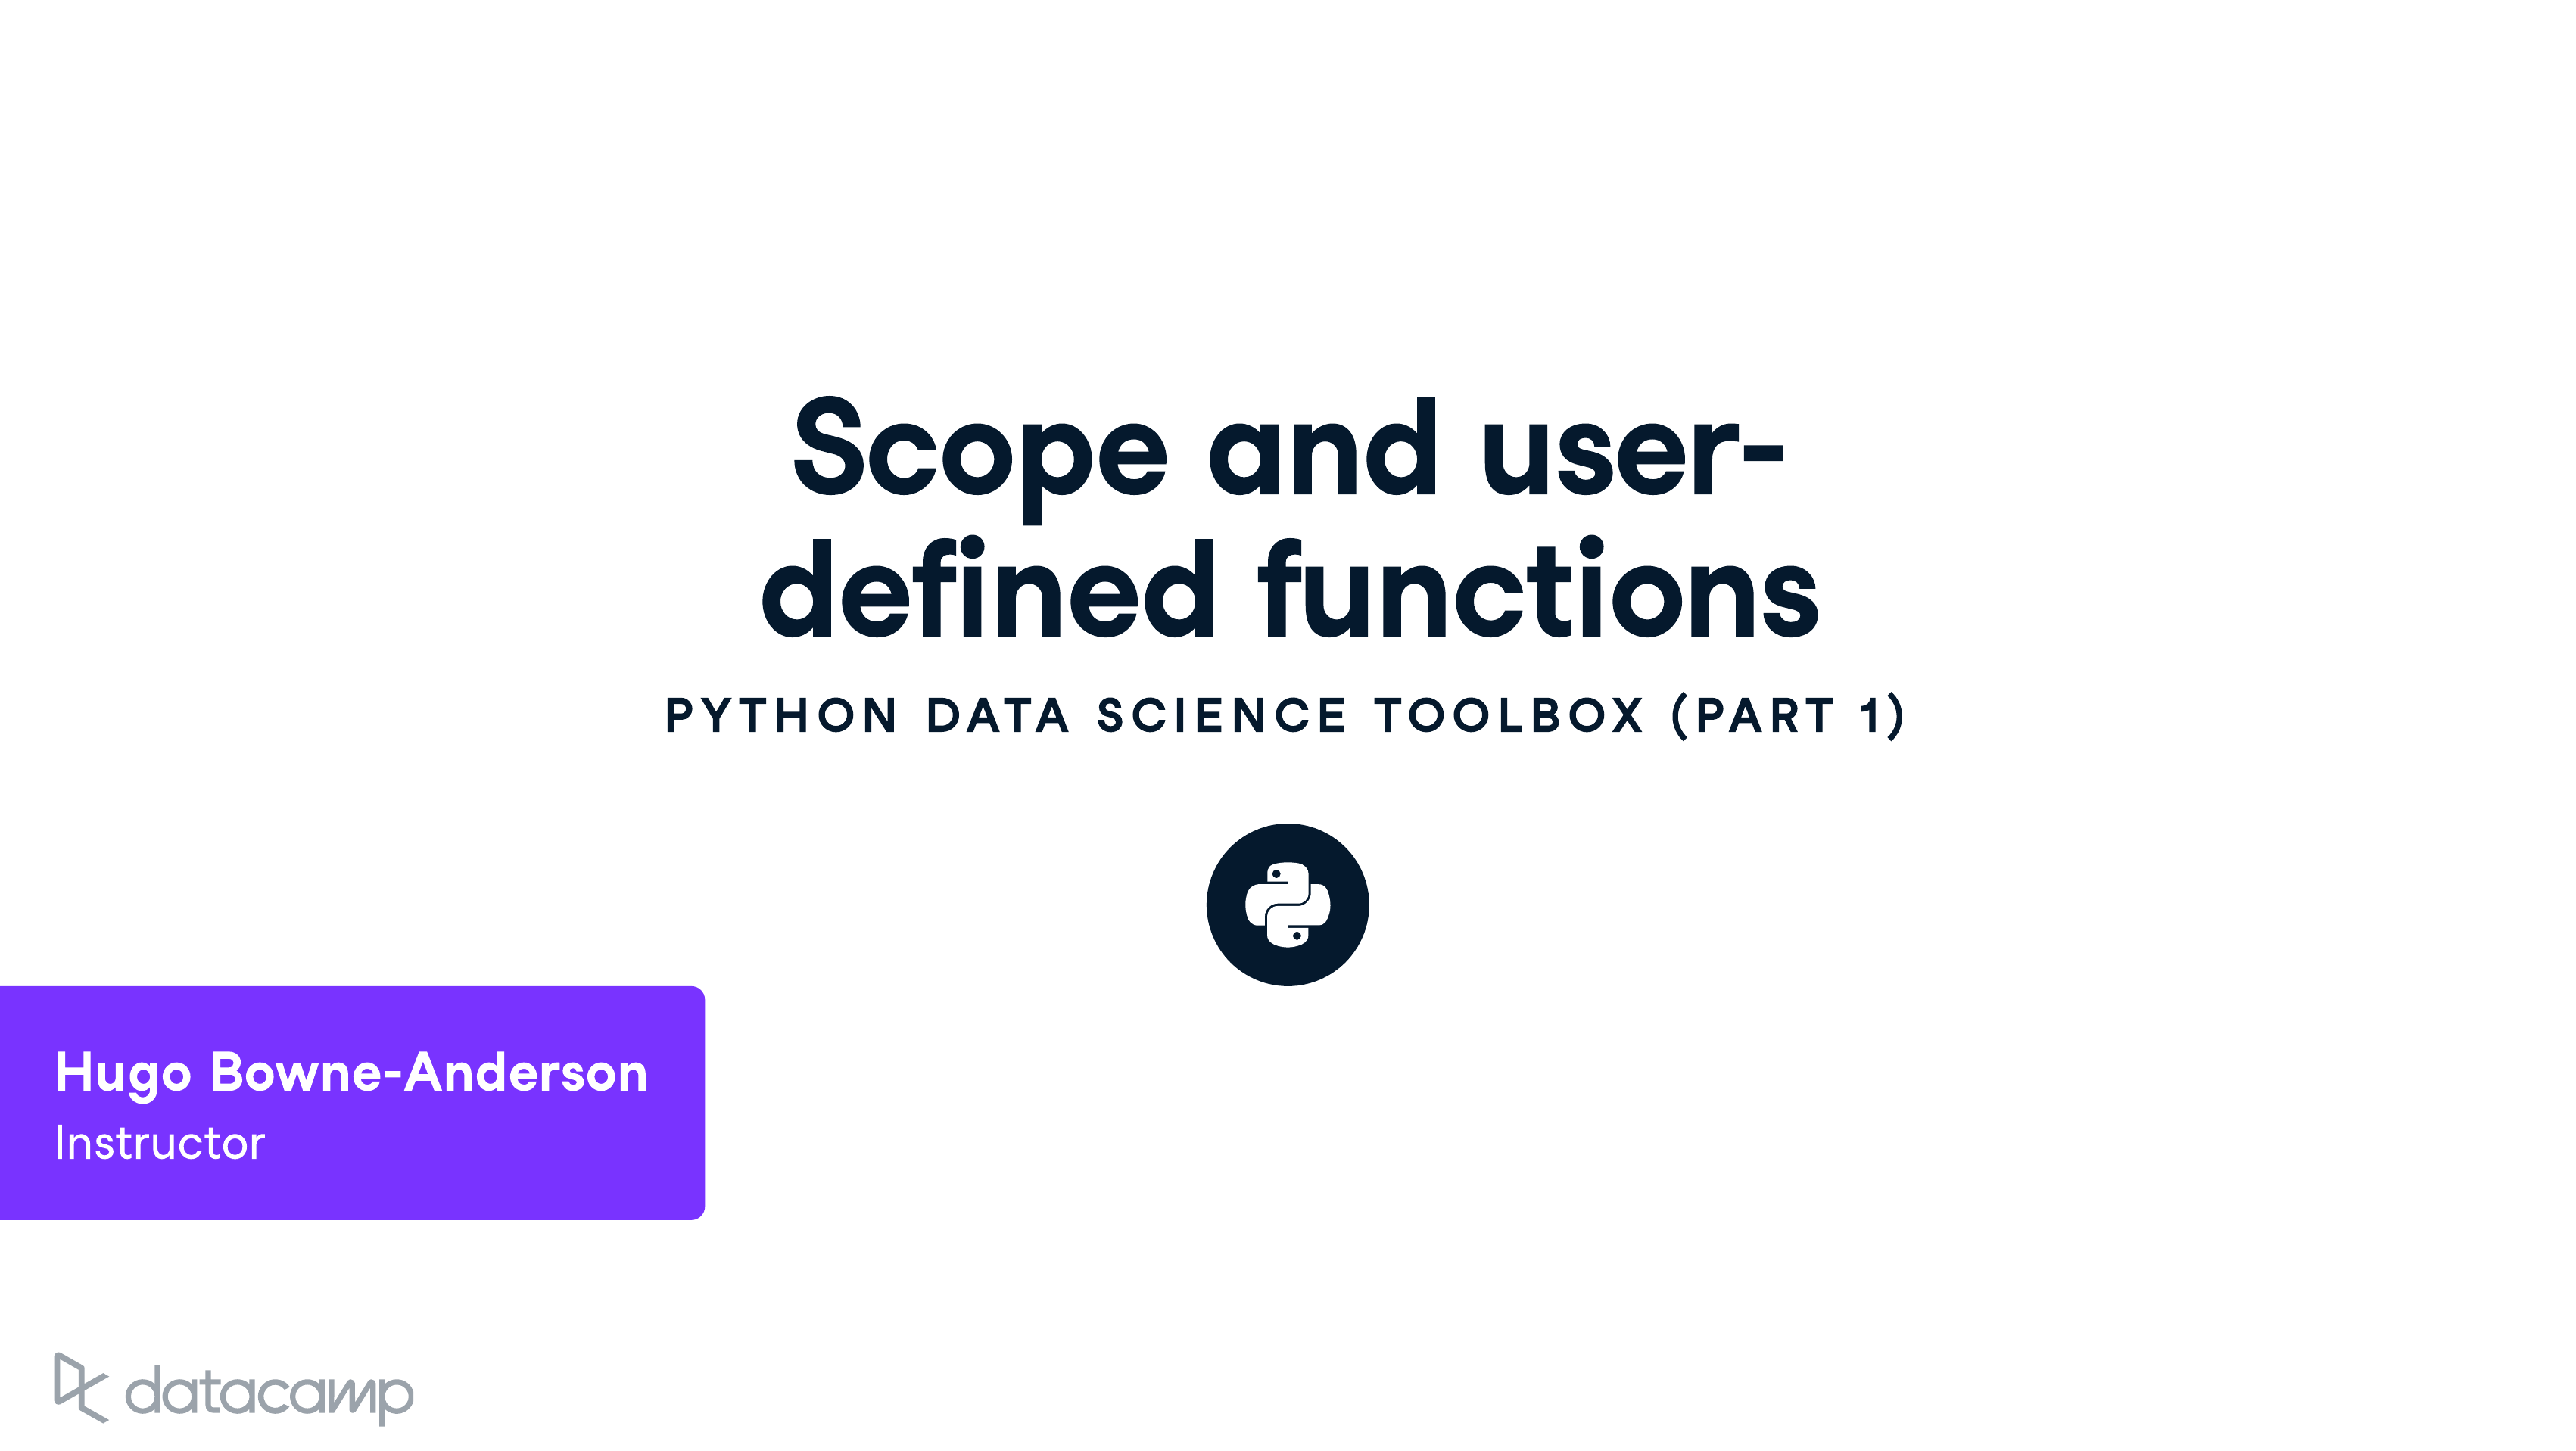 Scope and user-
defined functions
PYTHON DATA SCIENCE TOOLBOX (PART 1)
Hugo Bowne-Anderson
Instructor
datacamp